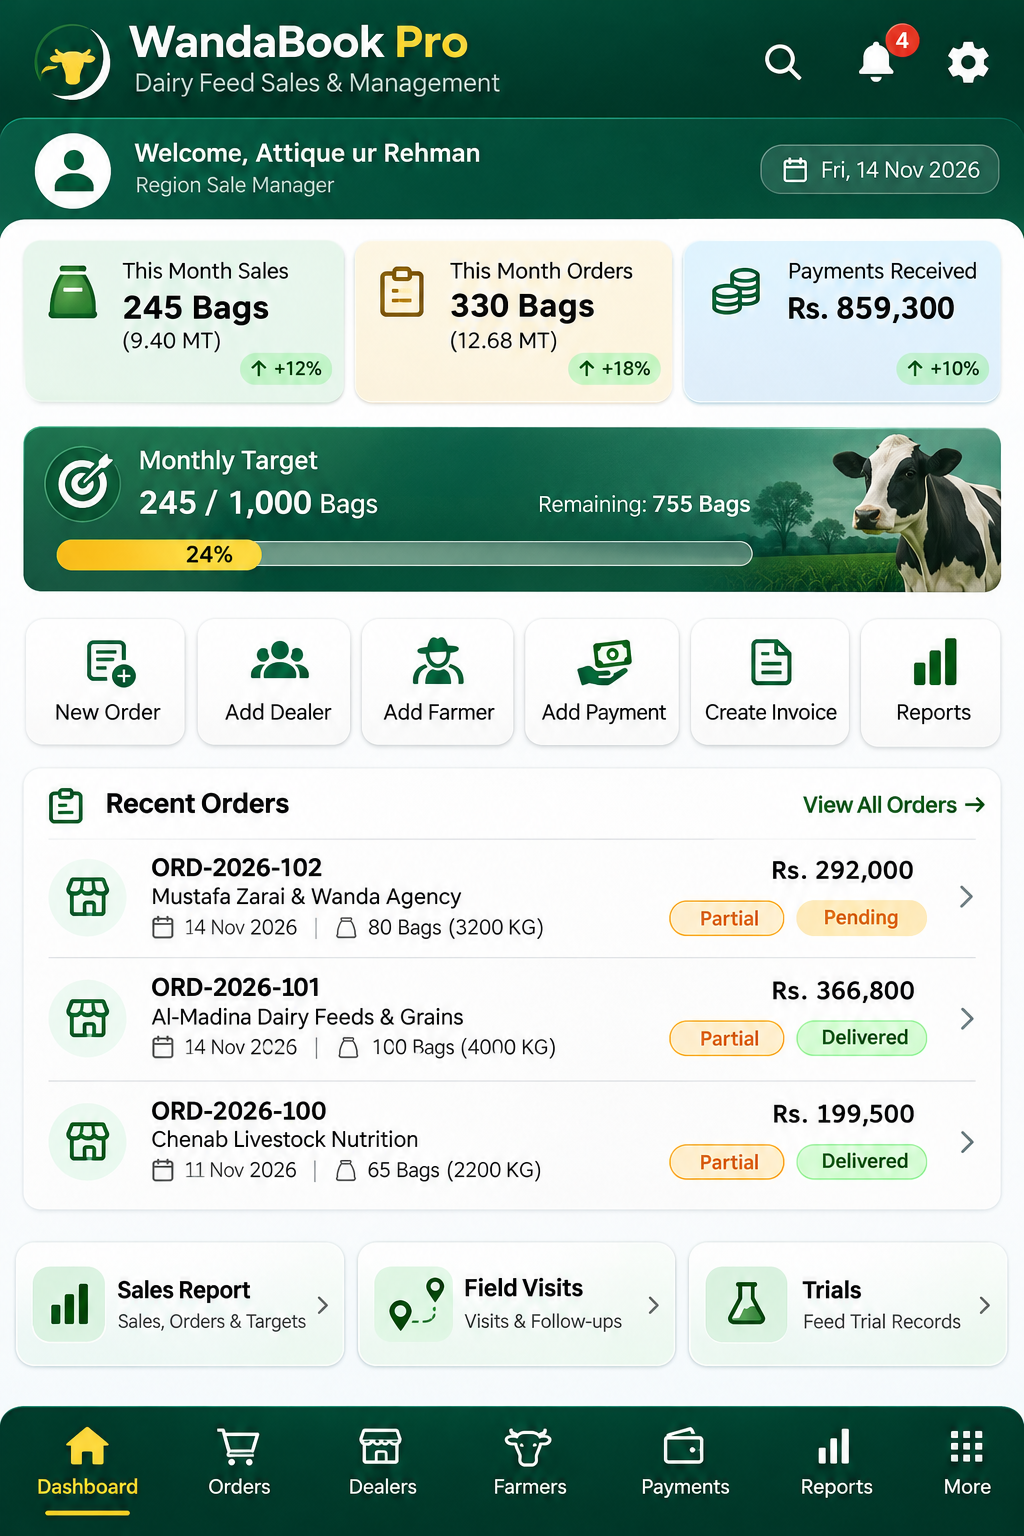 WandaBook Pro
Dairy Feed Sales & Management
4
Welcome, Attique ur Rehman
Region Sale Manager
Fri, 14 Nov 2026
This Month Sales
245 Bags
(9.40 MT)
↑ +12%
This Month Orders
330 Bags
(12.68 MT)
↑ +18%
Payments Received
Rs. 859,300
↑ +10%
Monthly Target
245 / 1,000 Bags
Remaining: 755 Bags
24%
New Order
Add Dealer
Add Farmer
Add Payment
Create Invoice
Reports
Recent Orders
View All Orders →
ORD-2026-102
Mustafa Zarai & Wanda Agency
14 Nov 2026 | 80 Bags (3200 KG)
Rs. 292,000
Partial
Pending
ORD-2026-101
Al-Madina Dairy Feeds & Grains
14 Nov 2026 | 100 Bags (4000 KG)
Rs. 366,800
Partial
Delivered
ORD-2026-100
Chenab Livestock Nutrition
11 Nov 2026 | 65 Bags (2200 KG)
Rs. 199,500
Partial
Delivered
Sales Report
Sales, Orders & Targets
Field Visits
Visits & Follow-ups
Trials
Feed Trial Records
Dashboard
Orders
Dealers
Farmers
Payments
Reports
More